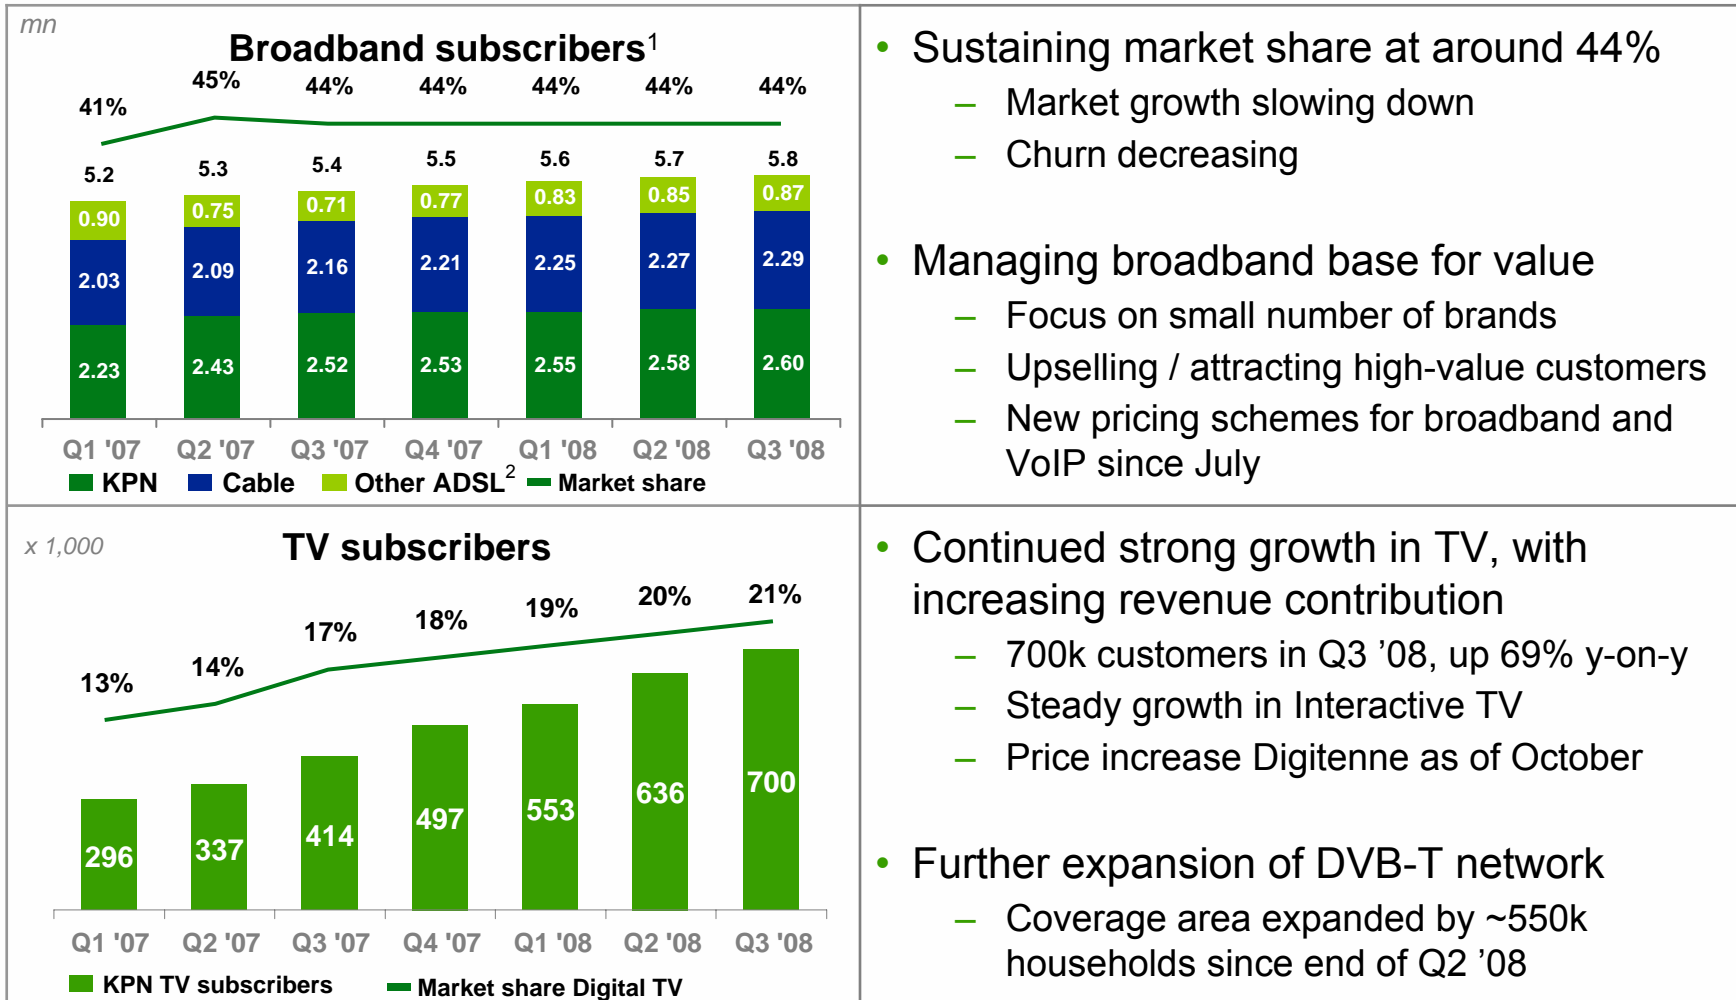 mn
Broadband subscribers1
41% 45% 44% 44% 44% 44% 44%
5.2 5.3 5.4 5.5 5.6 5.7 5.8
0.90 0.75 0.71 0.77 0.83 0.85 0.87
2.03 2.09 2.16 2.21 2.25 2.27 2.29
2.23 2.43 2.52 2.53 2.55 2.58 2.60
Q1 '07 Q2 '07 Q3 '07 Q4 '07 Q1 '08 Q2 '08 Q3 '08
KPN Cable Other ADSL2 Market share
• Sustaining market share at around 44%
– Market growth slowing down
– Churn decreasing
• Managing broadband base for value
– Focus on small number of brands
– Upselling / attracting high-value customers
– New pricing schemes for broadband and
VoIP since July
x 1,000
TV subscribers
13% 14% 17% 18% 19% 20% 21%
296 337 414 497 553 636 700
Q1 '07 Q2 '07 Q3 '07 Q4 '07 Q1 '08 Q2 '08 Q3 '08
KPN TV subscribers Market share Digital TV
• Continued strong growth in TV, with
increasing revenue contribution
– 700k customers in Q3 ’08, up 69% y-on-y
– Steady growth in Interactive TV
– Price increase Digitenne as of October
• Further expansion of DVB-T network
– Coverage area expanded by ~550k
households since end of Q2 ’08